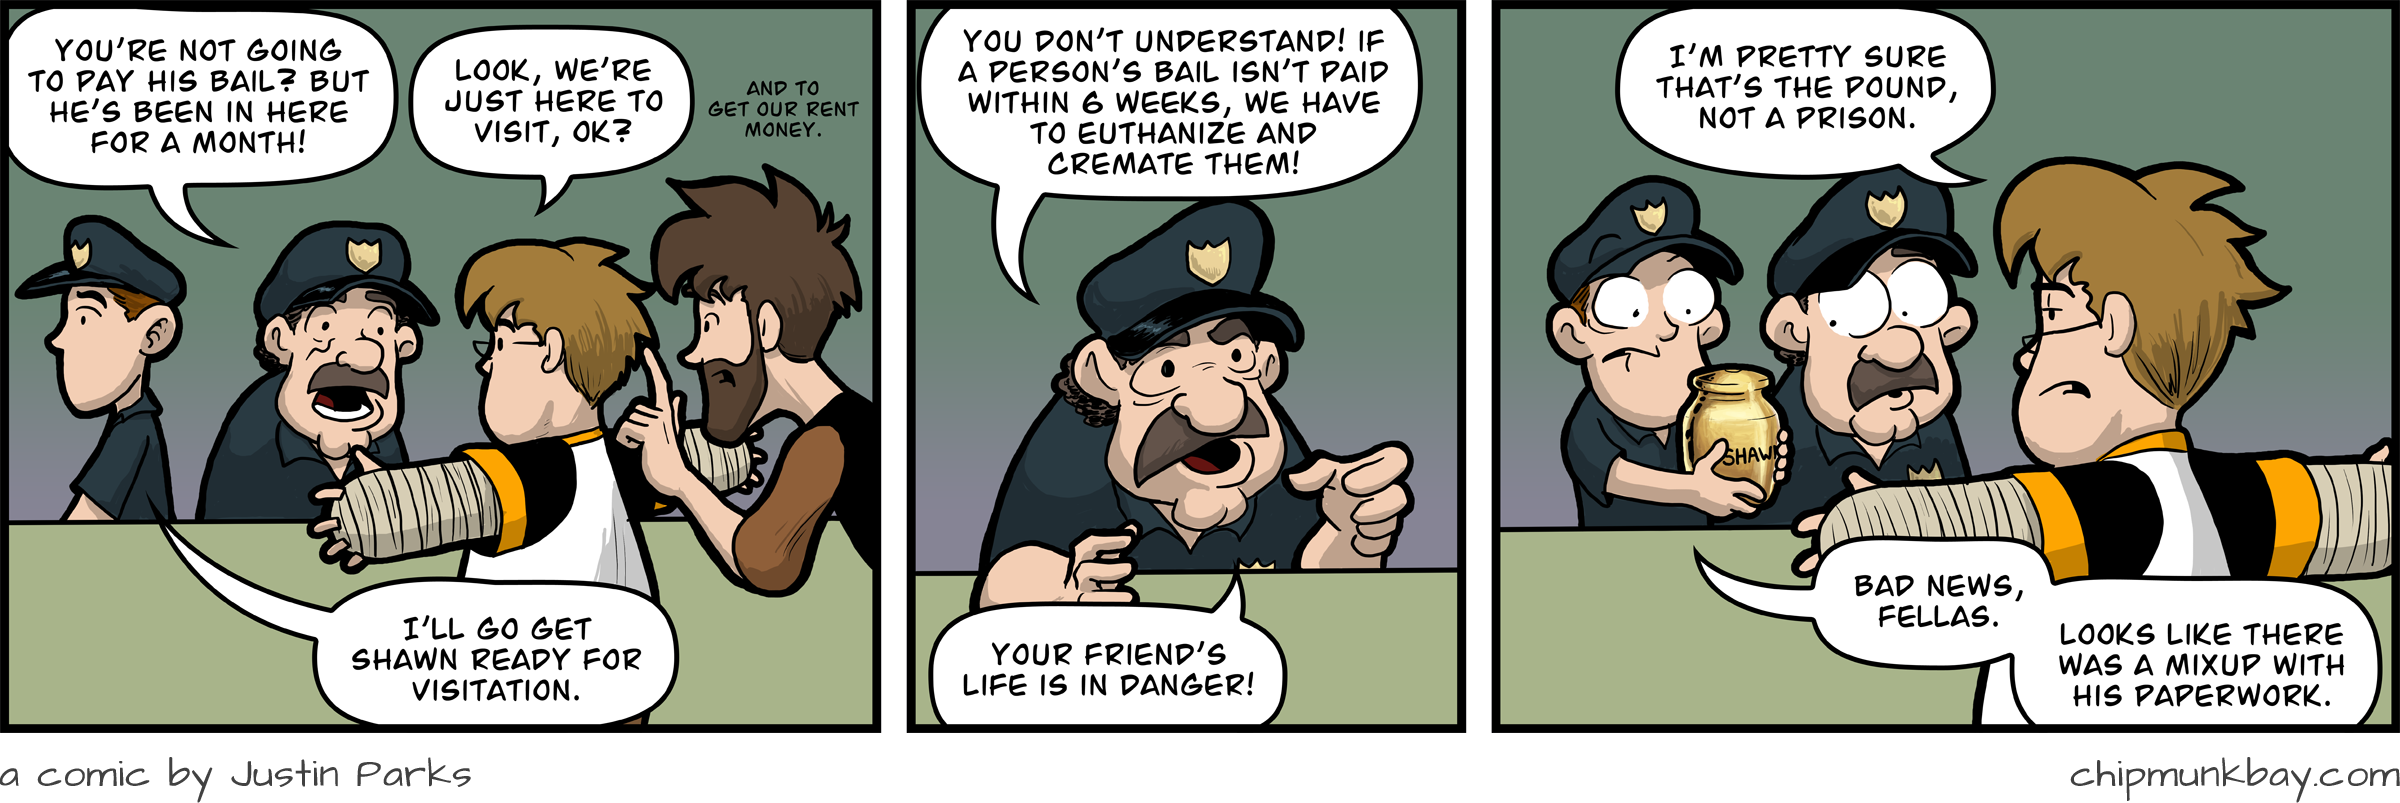 YOU'RE NOT GOING
TO PAY HIS BAIL? BUT
HE'S BEEN IN HERE
FOR A MONTH!
LOOK, WE'RE
JUST HERE TO
VISIT, OK?
AND TO
GET OUR RENT
MONEY.
I'LL GO GET
SHAWN READY FOR
VISITATION.
YOU DON'T UNDERSTAND! IF
A PERSON'S BAIL ISN'T PAID
WITHIN 6 WEEKS, WE HAVE
TO EUTHANIZE AND
CREMATE THEM!
YOUR FRIEND'S
LIFE IS IN DANGER!
I'M PRETTY SURE
THAT'S THE POUND,
NOT A PRISON.
SHAWN
BAD NEWS,
FELLAS.
LOOKS LIKE THERE
WAS A MIXUP WITH
HIS PAPERWORK.
a comic by Justin Parks
chipmunkbay.com